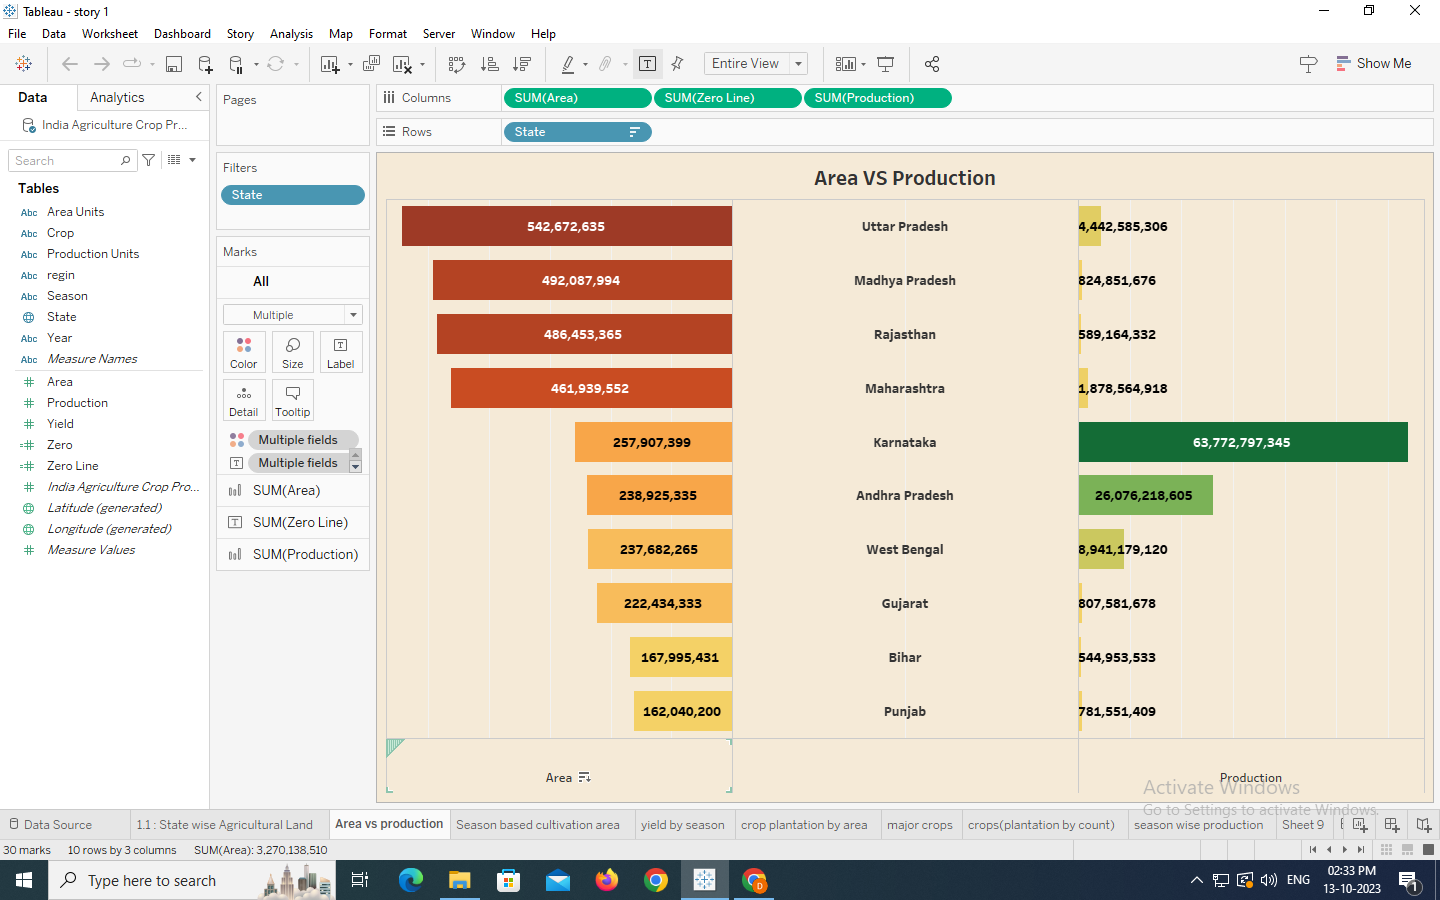 Tableau - story 1
File Data Worksheet Dashboard Story Analysis Map Format Server Window Help
Entire View
Show Me
Data Analytics
India Agriculture Crop Pr...
Search
Tables
Abc Area Units
Abc Crop
Abc Production Units
Abc regin
Abc Season
State
Abc Year
Abc Measure Names
Area
Production
Yield
Zero
Zero Line
India Agriculture Crop Pro...
Latitude (generated)
Longitude (generated)
Measure Values
Pages
Filters
State
Marks
All
Multiple
Color Size Label
Detail Tooltip
Multiple fields
Multiple fields
SUM(Area)
SUM(Zero Line)
SUM(Production)
Columns SUM(Area) SUM(Zero Line) SUM(Production)
Rows State
Area VS Production
542,672,635 Uttar Pradesh 4,442,585,306
492,087,994 Madhya Pradesh 824,851,676
486,453,365 Rajasthan 589,164,332
461,939,552 Maharashtra 1,878,564,918
257,907,399 Karnataka 63,772,797,345
238,925,335 Andhra Pradesh 26,076,218,605
237,682,265 West Bengal 8,941,179,120
222,434,333 Gujarat 807,581,678
167,995,431 Bihar 544,953,533
162,040,200 Punjab 781,551,409
Area Production
Activate Windows
Go to Settings to activate Windows.
Data Source 1.1 : State wise Agricultural Land Area vs production Season based cultivation area yield by season crop plantation by area major crops crops(plantation by count) season wise production Sheet 9
30 marks 10 rows by 3 columns SUM(Area): 3,270,138,510
Type here to search
D
ENG
02:33 PM
13-10-2023
1